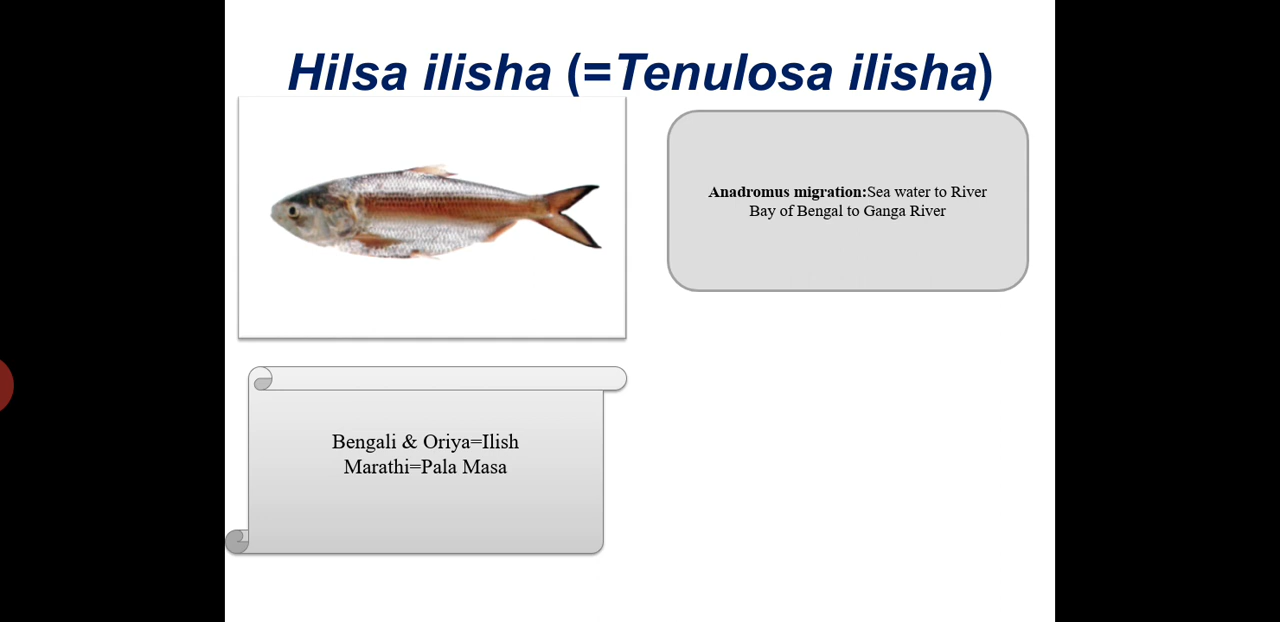 Hilsa ilisha (=Tenulosa ilisha)
Anadromus migration:Sea water to River
Bay of Bengal to Ganga River
Bengali & Oriya=Ilish
Marathi=Pala Masa